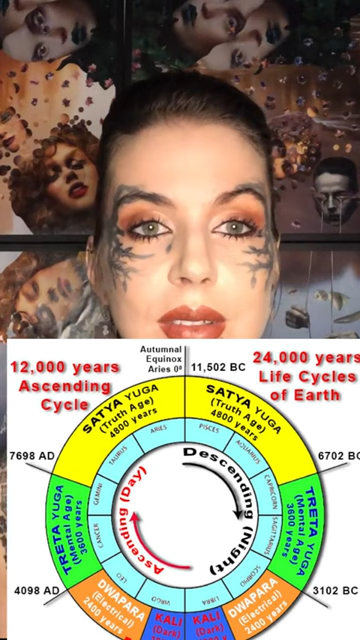 Autumnal
Equinox
Aries 0°
11,502 BC
12,000 years
Ascending
Cycle
24,000 years
Life Cycles
of Earth
SATYA YUGA
(Truth Age)
4800 years
SATYA YUGA
(Truth Age)
4800 years
ARIES
PISCES
TAURUS
AQUARIUS
7698 AD
6702 BC
Descending
(Night)
Ascending
(Day)
GEMINI
CAPRICORN
TRETA YUGA
(Mental Age)
3600 years
TRETA YUGA
(Mental Age)
3600 years
CANCER
SAGITTARIUS
LEO
SCORPIO
VIRGO
LIBRA
4098 AD
3102 BC
DWAPARA
(Electrical)
2400 years
KALI
(Dark)
KALI
(Dark)
DWAPARA
(Electrical)
2400 years